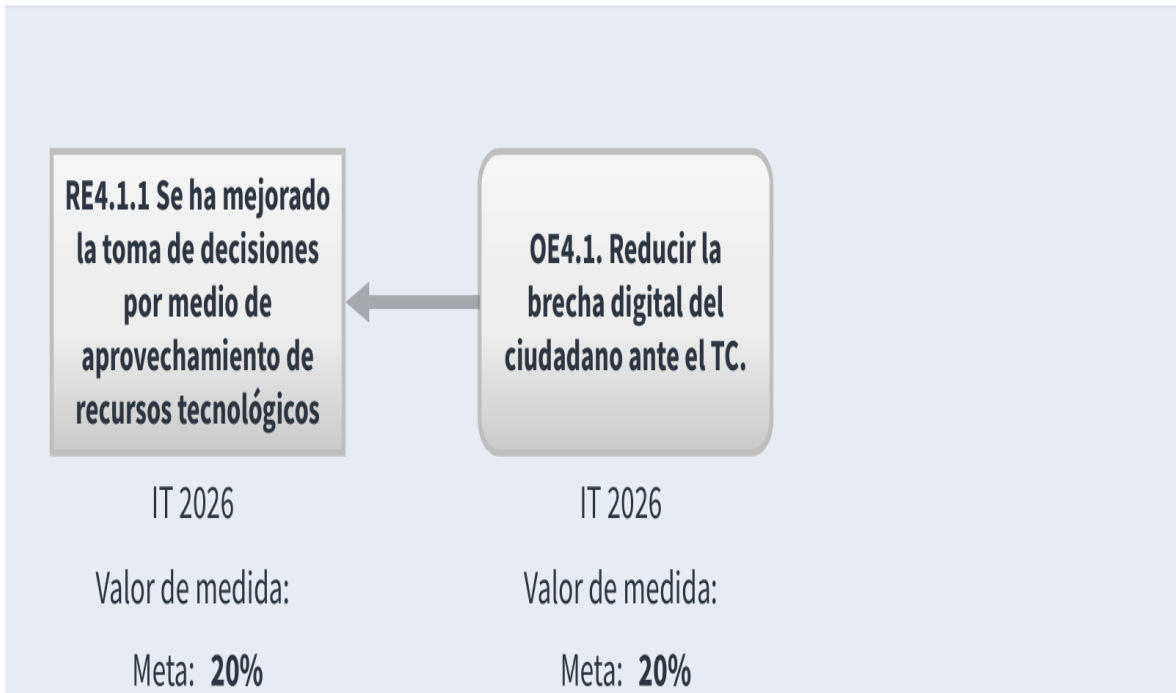 RE4.1.1 Se ha mejorado
la toma de decisiones
por medio de
aprovechamiento de
recursos tecnológicos
IT 2026
Valor de medida:
Meta: 20%
OE4.1. Reducir la
brecha digital del
ciudadano ante el TC.
IT 2026
Valor de medida:
Meta: 20%